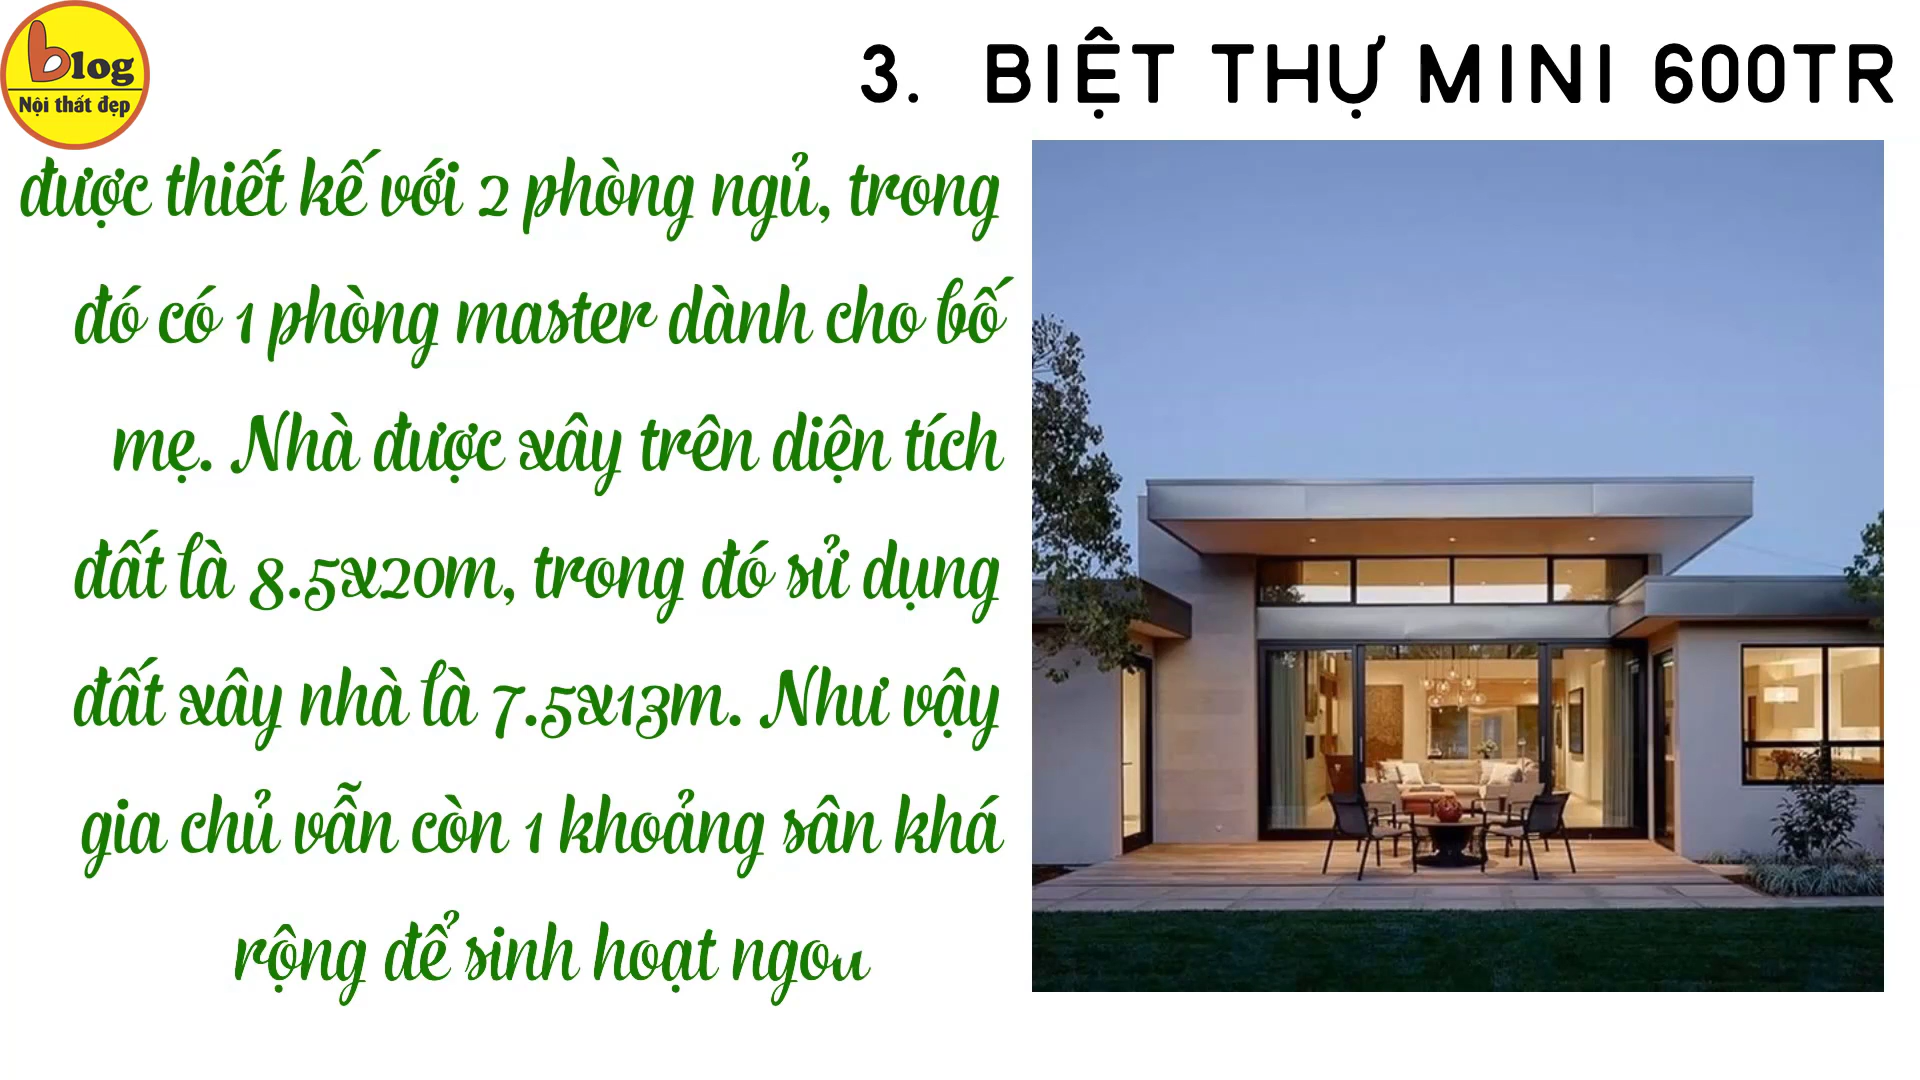 blog
Nội thất đẹp
3. BIỆT THỰ MINI 600TR
được thiết kế với 2 phòng ngủ, trong
đó có 1 phòng master dành cho bố
mẹ. Nhà được xây trên diện tích
đất là 8.5x20m, trong đó sử dụng
đất xây nhà là 7.5x13m. Như vậy
gia chủ vẫn còn 1 khoảng sân khá
rộng để sinh hoạt